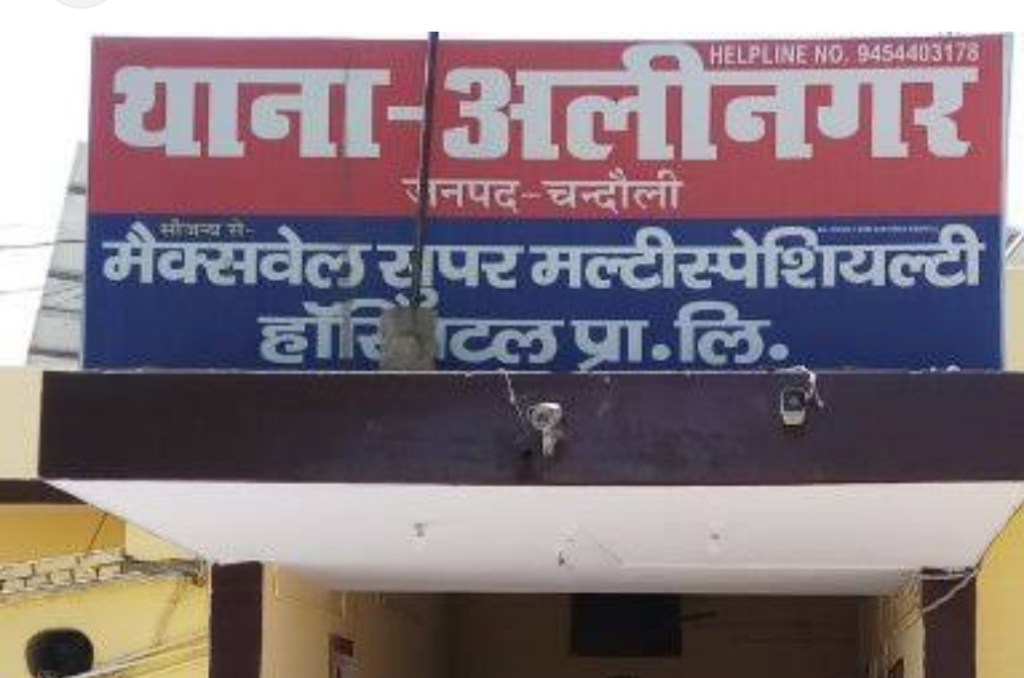 HELPLINE NO. 9454403178
थाना-अलीनगर
जनपद-चन्दौली
सौजन्य से-
मैक्सवेल सुपर मल्टीस्पेशियल्टी
हॉस्पिटल प्रा.लि.